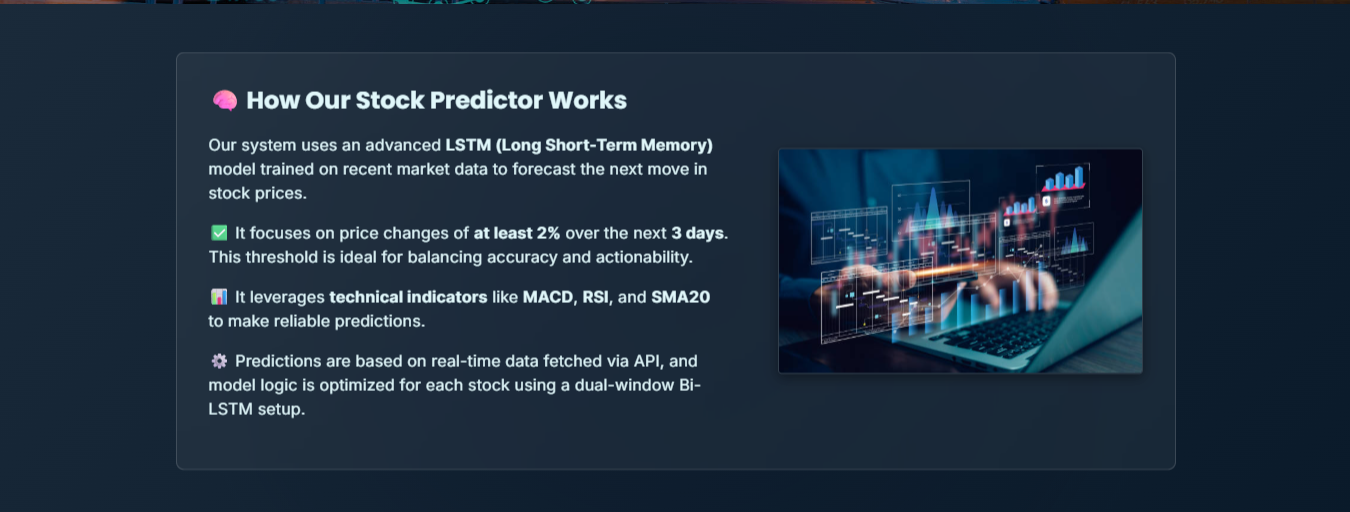 🧠 How Our Stock Predictor Works
Our system uses an advanced LSTM (Long Short-Term Memory)
model trained on recent market data to forecast the next move in
stock prices.
✅ It focuses on price changes of at least 2% over the next 3 days.
This threshold is ideal for balancing accuracy and actionability.
📊 It leverages technical indicators like MACD, RSI, and SMA20
to make reliable predictions.
⚙️ Predictions are based on real-time data fetched via API, and
model logic is optimized for each stock using a dual-window Bi-
LSTM setup.